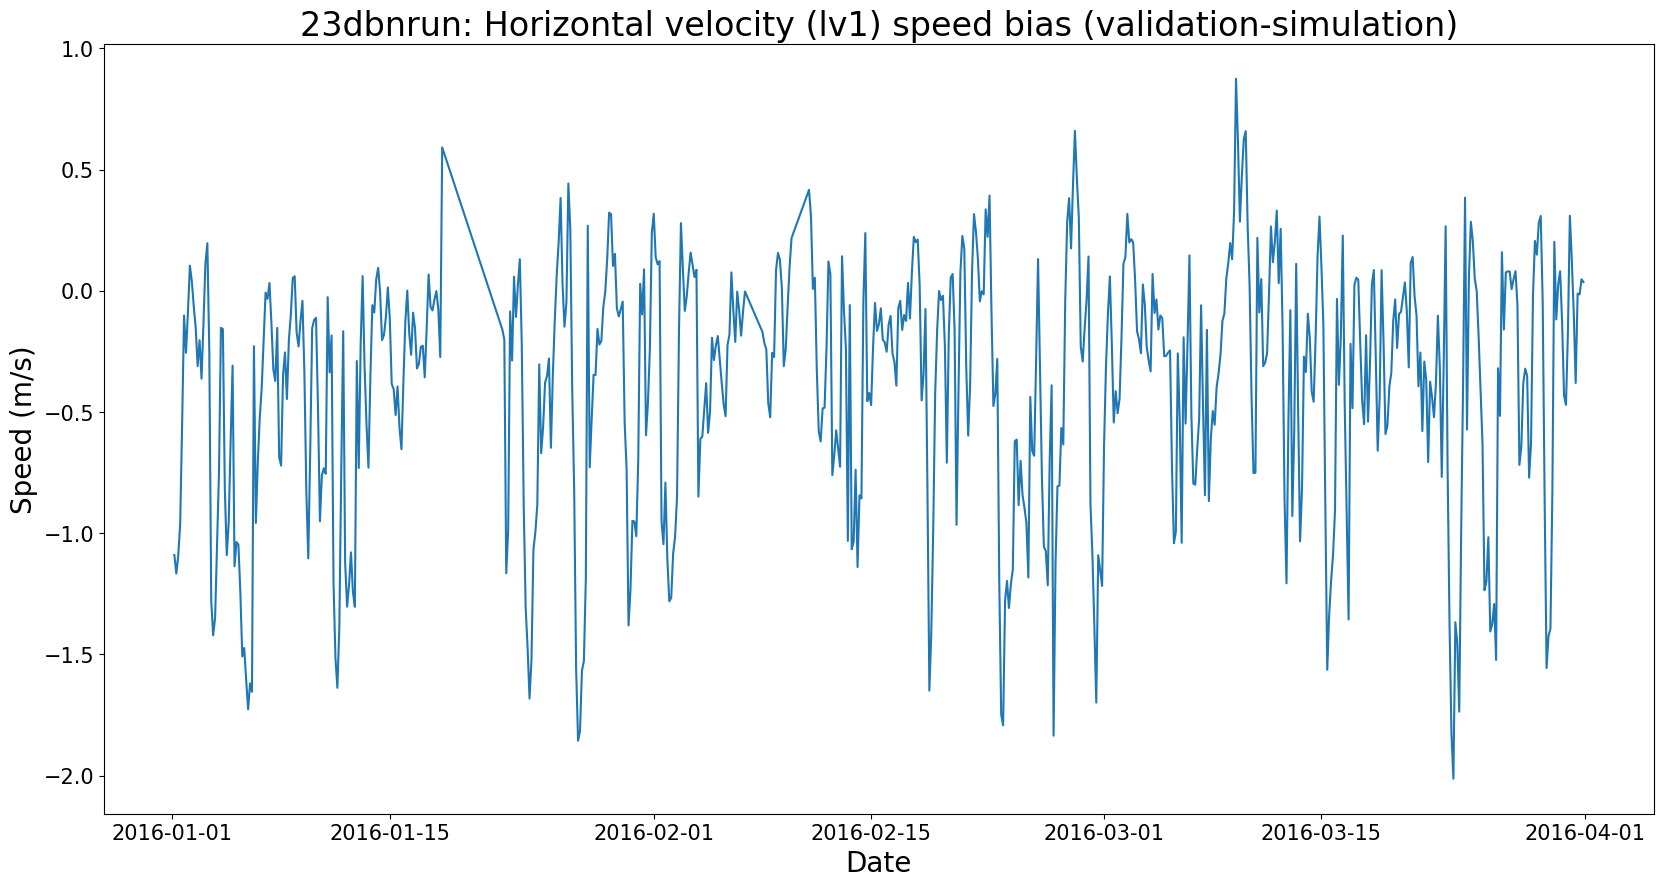 23dbnrun: Horizontal velocity (lv1) speed bias (validation-simulation)
1.0
0.5
0.0
−0.5
−1.0
−1.5
−2.0
Speed (m/s)
2016-01-01 2016-01-15 2016-02-01 2016-02-15 2016-03-01 2016-03-15 2016-04-01
Date